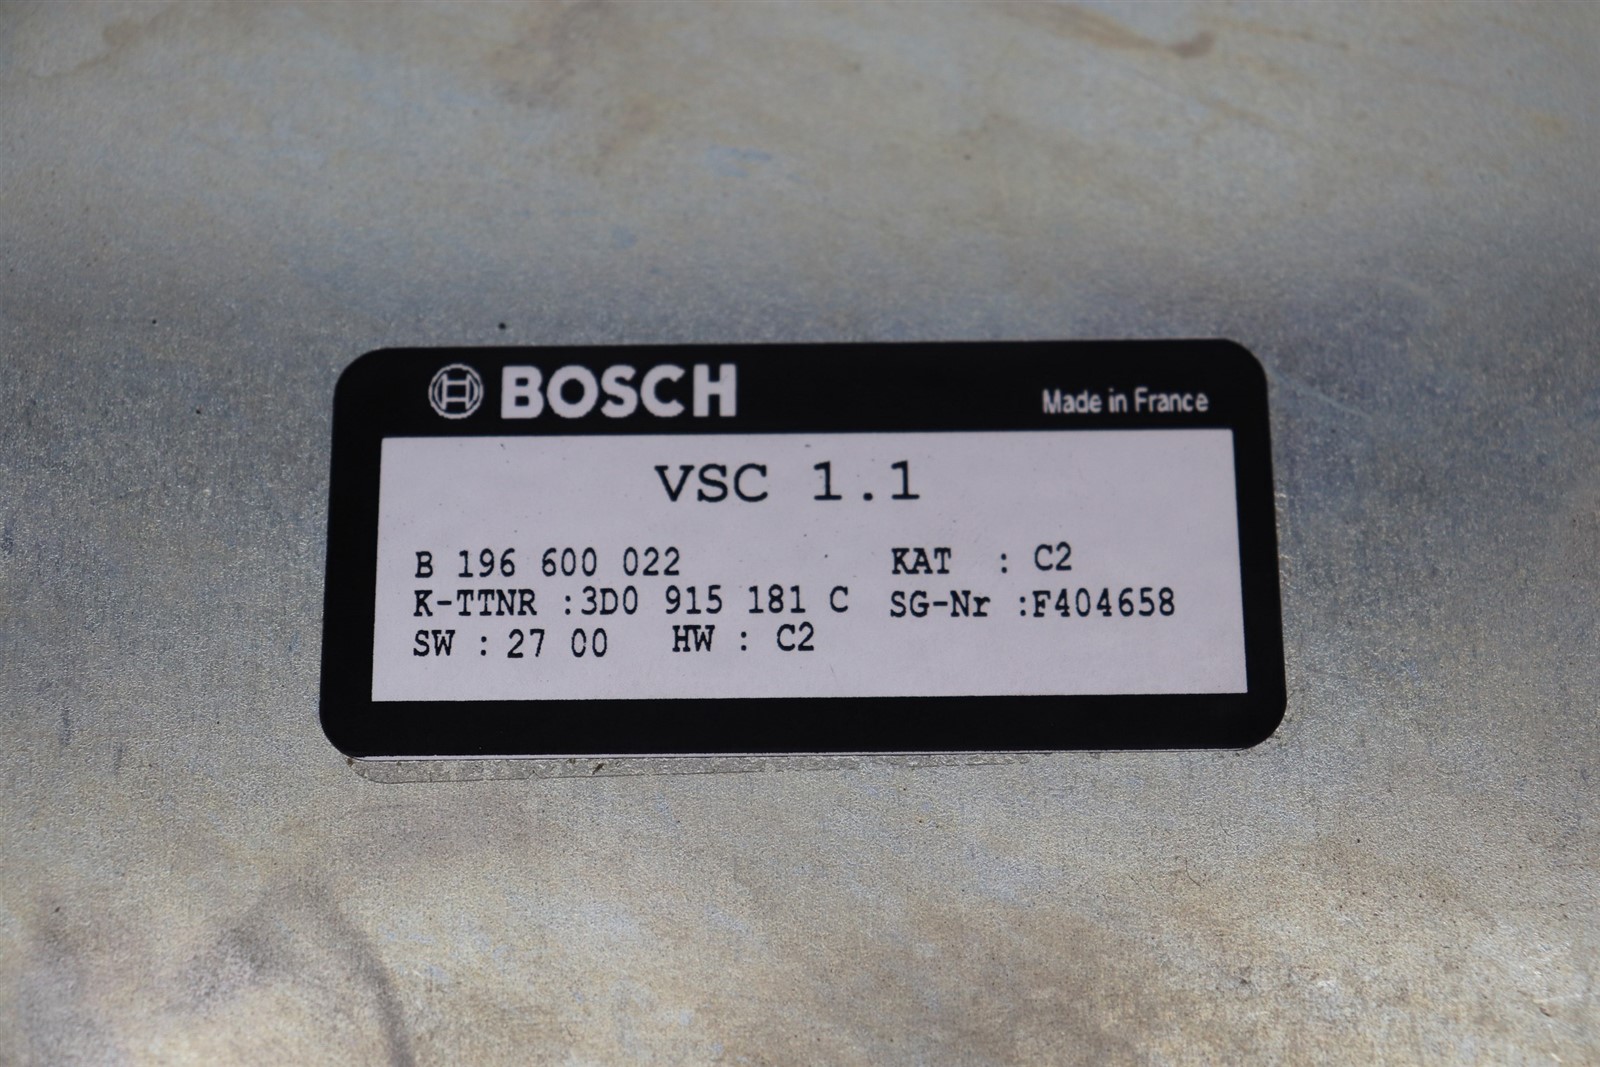 BOSCH
Made in France
VSC 1.1
B 196 600 022 KAT : C2
K-TTNR :3D0 915 181 C SG-Nr :F404658
SW : 27 00 HW : C2